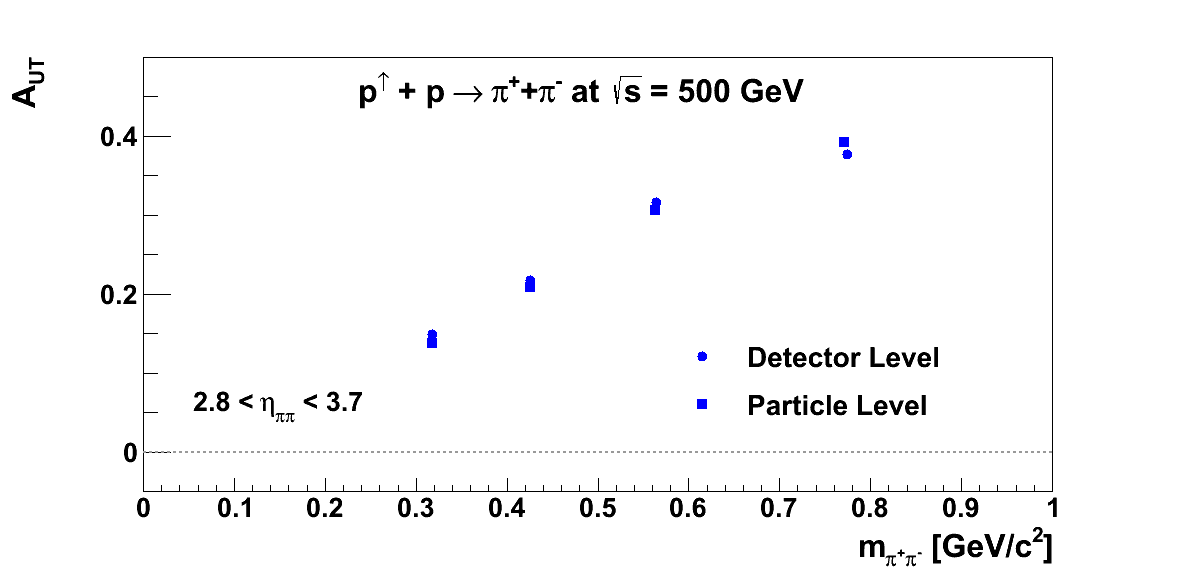 A_UT
p↑ + p → π⁺+π⁻ at √s = 500 GeV
0.4
0.2
Detector Level
2.8 < η_ππ < 3.7
Particle Level
0
0 0.1 0.2 0.3 0.4 0.5 0.6 0.7 0.8 0.9 1
m_π⁺π⁻ [GeV/c²]